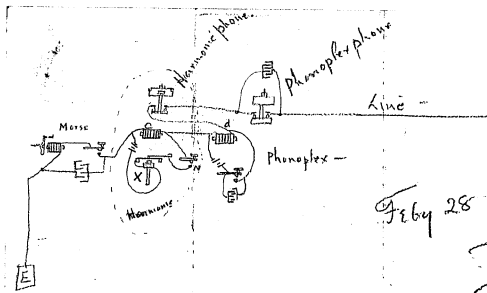 Harmonic phone.
Phonoplex phone
Line -
Morse
c
d
Phonoplex -
X
N
Harmonic
Feby 28
E